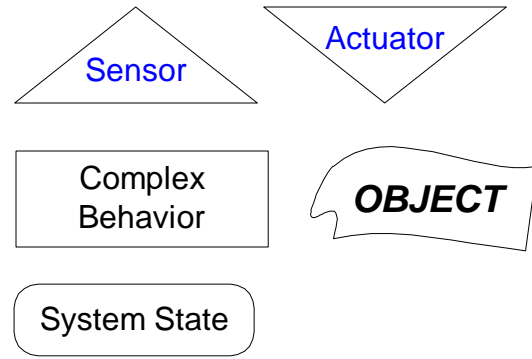 Sensor
Actuator
Complex
Behavior
OBJECT
System State